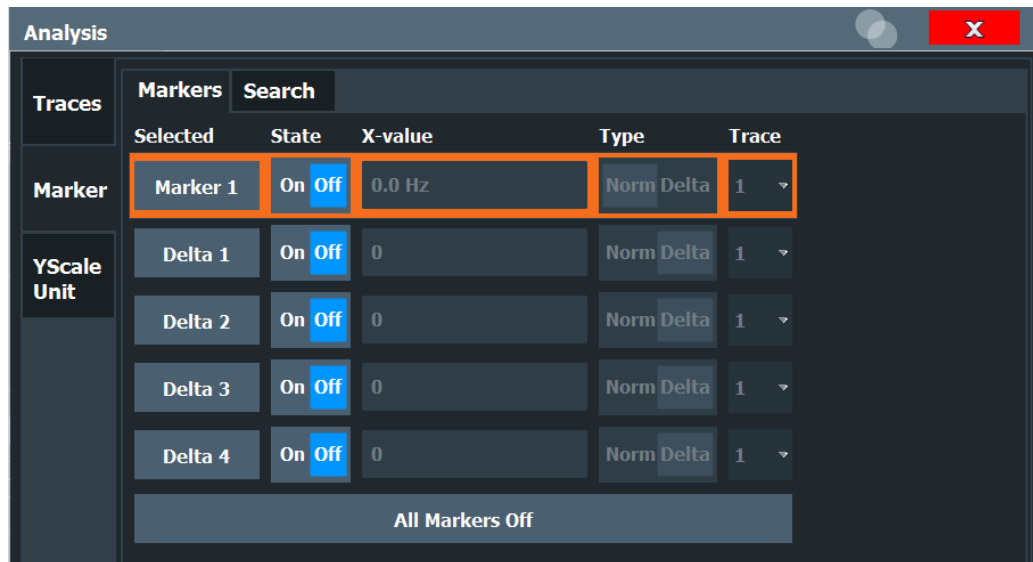 Analysis X
Traces
Marker
YScale
Unit
Markers Search
Selected State X-value Type Trace
Marker 1 On Off 0.0 Hz Norm Delta 1
Delta 1 On Off 0 Norm Delta 1
Delta 2 On Off 0 Norm Delta 1
Delta 3 On Off 0 Norm Delta 1
Delta 4 On Off 0 Norm Delta 1
All Markers Off